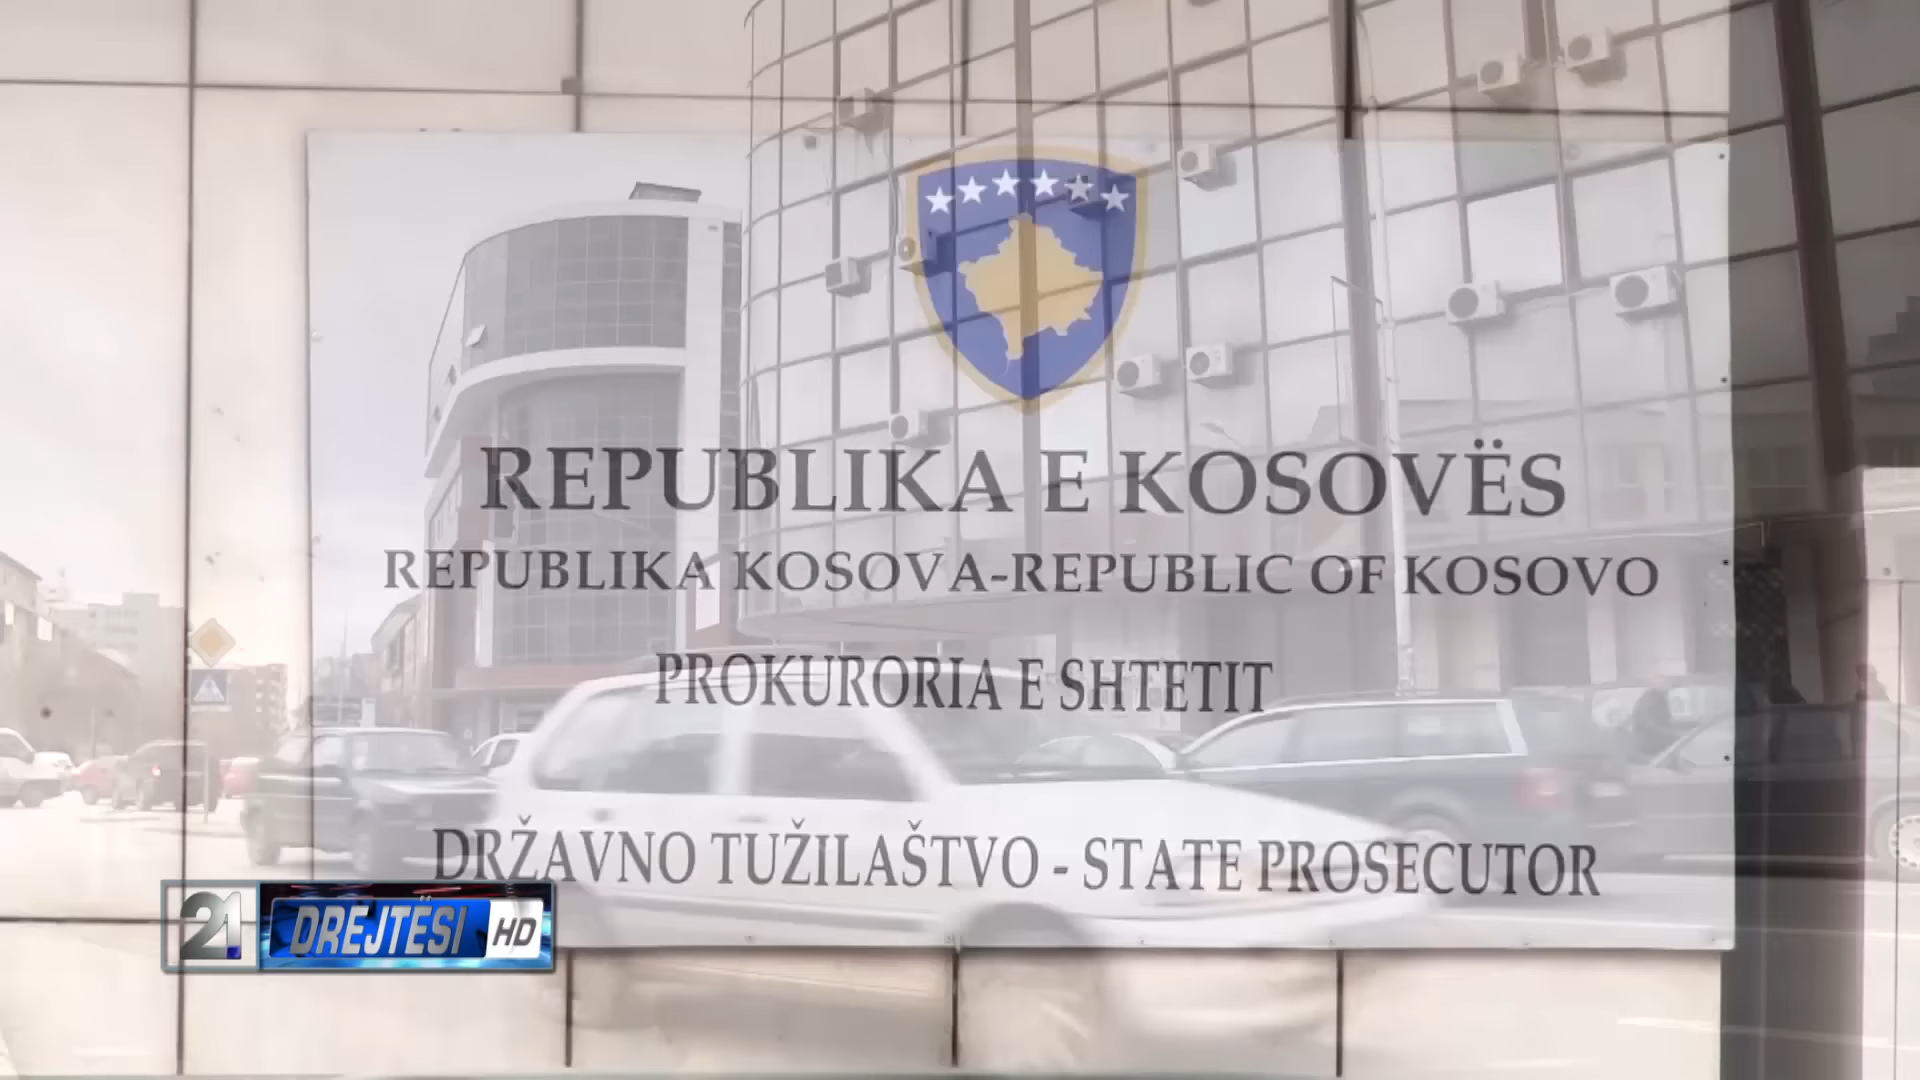 REPUBLIKA E KOSOVËS
REPUBLIKA KOSOVA-REPUBLIC OF KOSOVO
PROKURORIA E SHTETIT
DRŽAVNO TUŽILAŠTVO - STATE PROSECUTOR
21 DREJTËSI HD